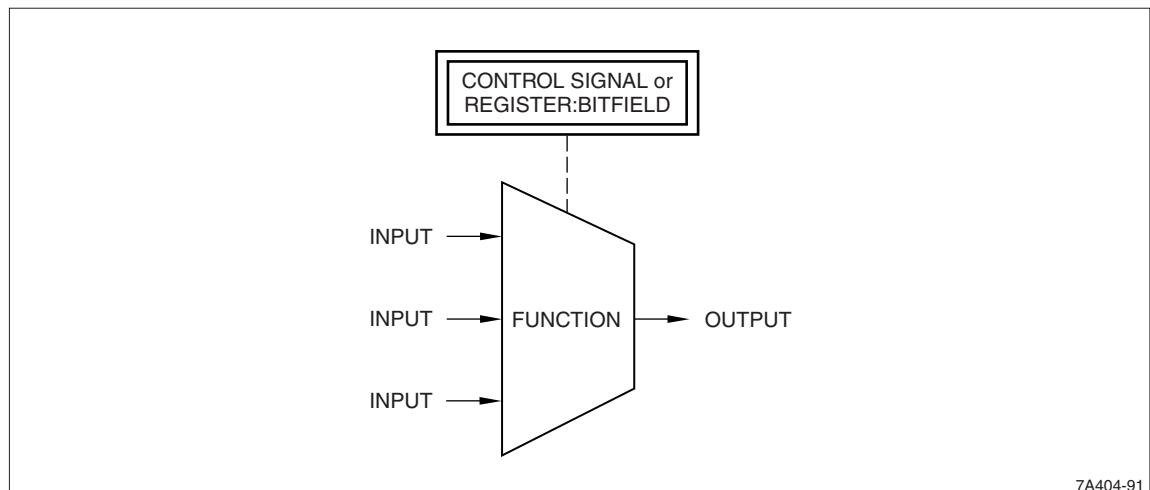 CONTROL SIGNAL or
REGISTER:BITFIELD
INPUT
INPUT
FUNCTION
OUTPUT
INPUT
7A404-91